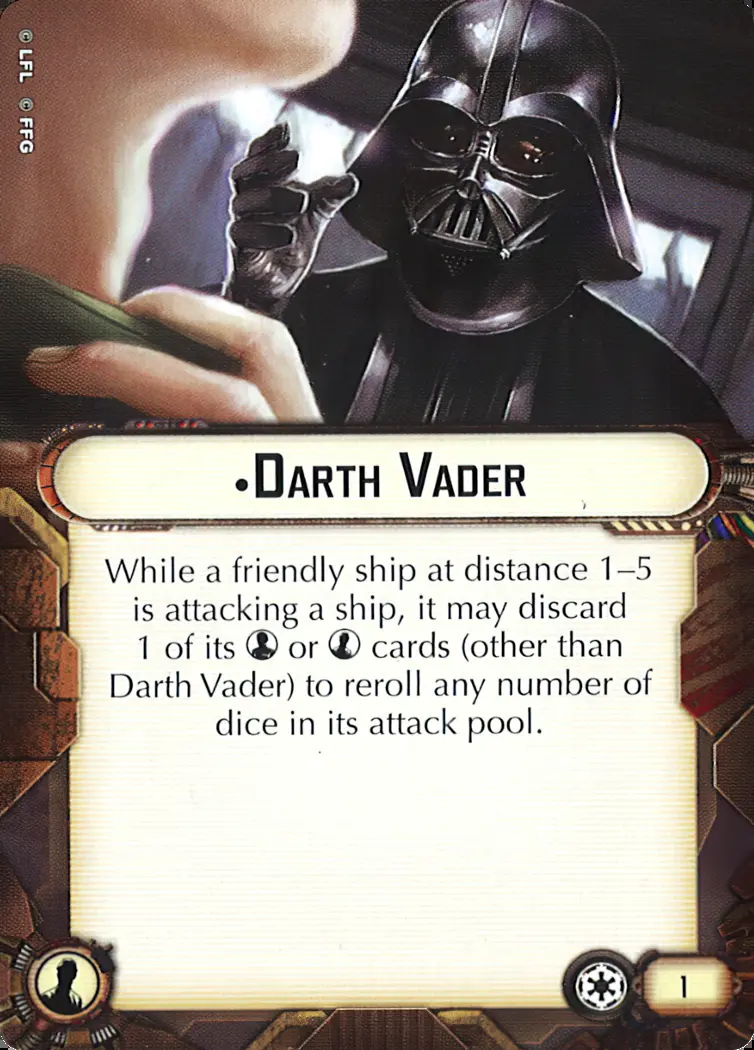 © LFL © FFG
•Darth Vader
While a friendly ship at distance 1–5
is attacking a ship, it may discard
1 of its or cards (other than
Darth Vader) to reroll any number of
dice in its attack pool.
1